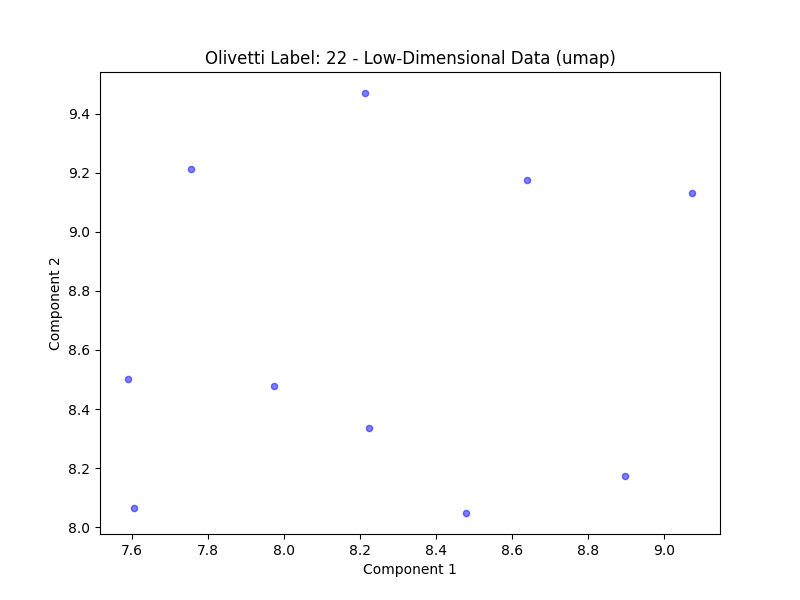 Olivetti Label: 22 - Low-Dimensional Data (umap)
9.4
9.2
9.0
8.8
8.6
8.4
8.2
8.0
Component 2
7.6 7.8 8.0 8.2 8.4 8.6 8.8 9.0
Component 1